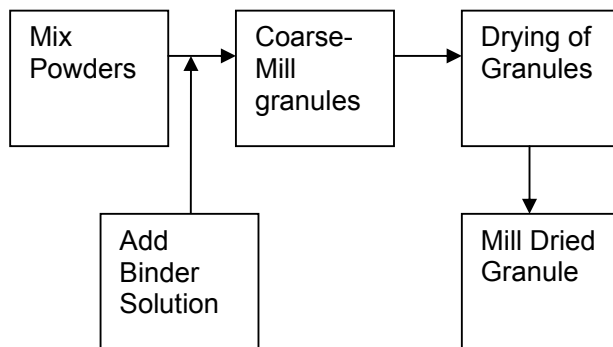 Mix
Powders
Coarse-
Mill
granules
Drying of
Granules
Add
Binder
Solution
Mill Dried
Granule